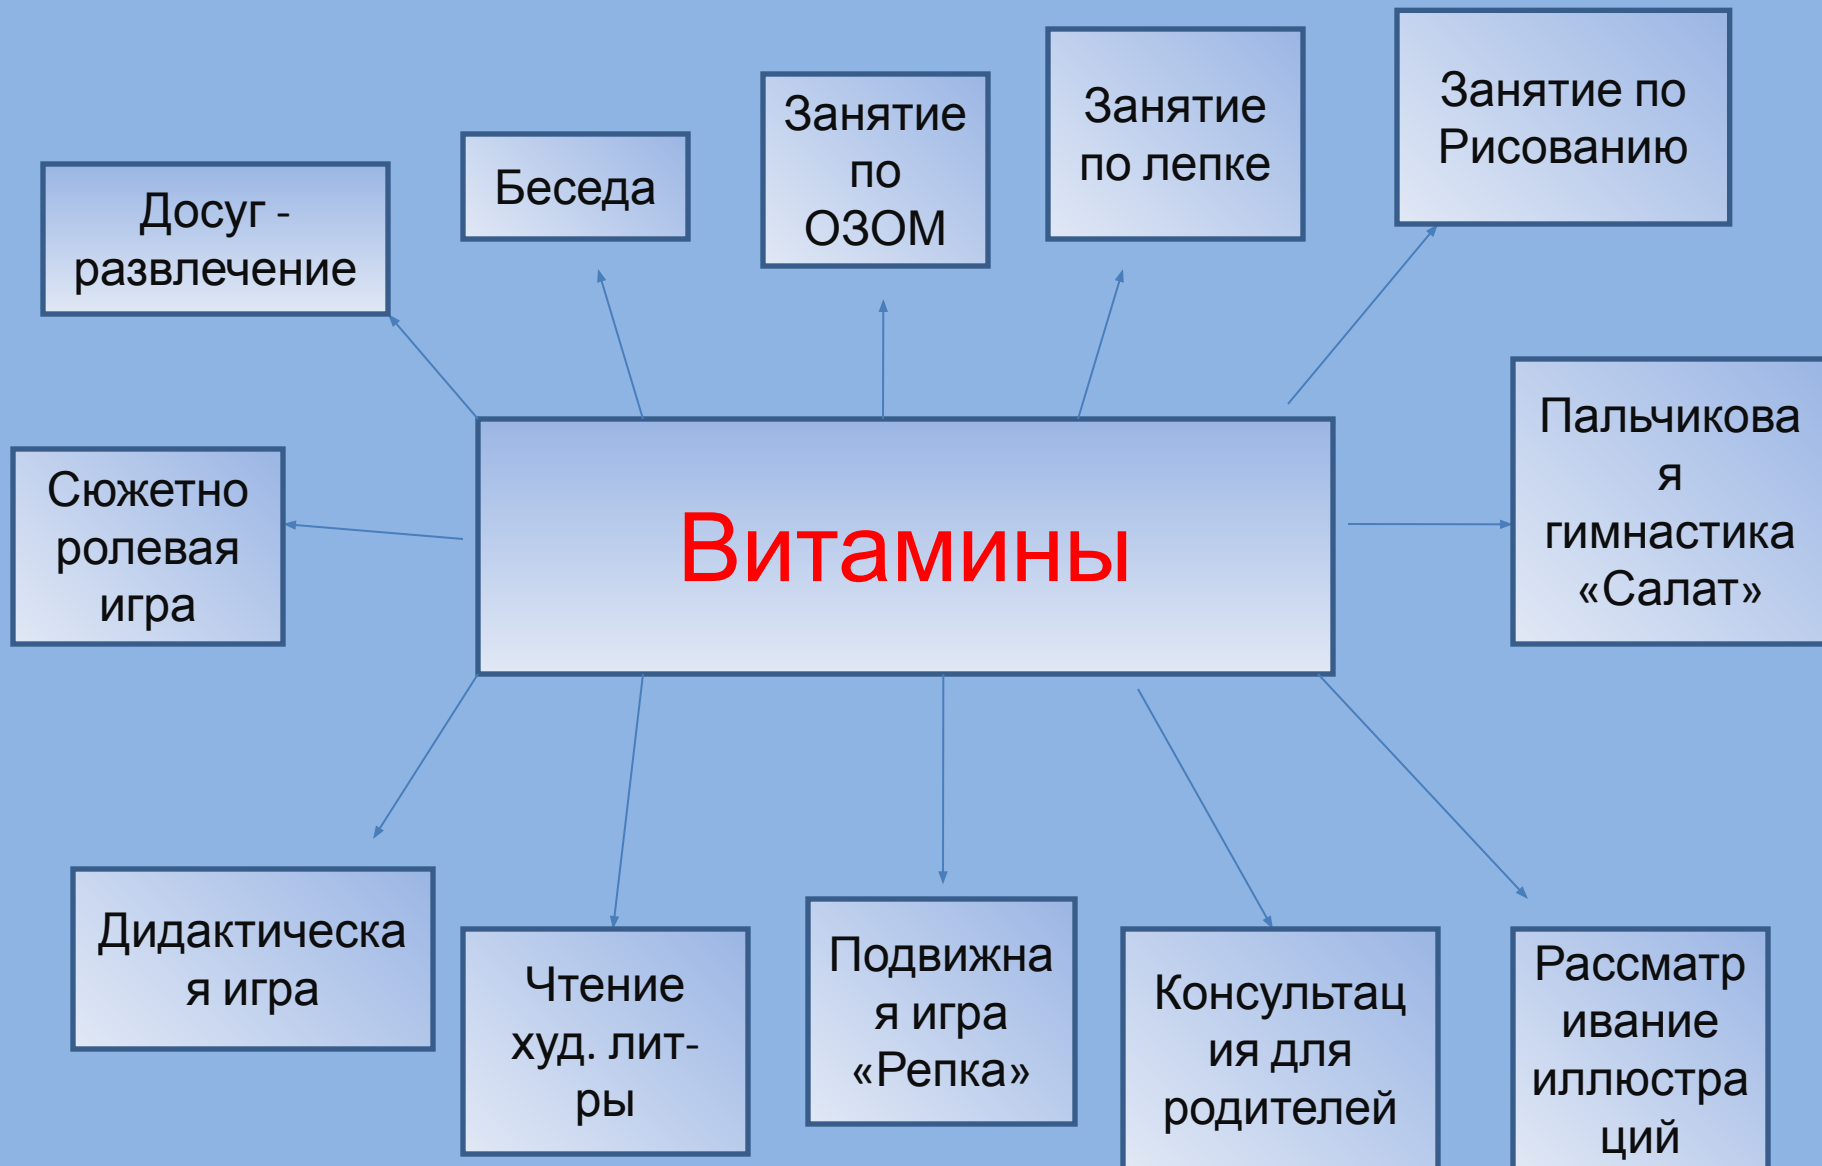 Досуг -
развлечение
Беседа
Занятие
по
ОЗОМ
Занятие
по лепке
Занятие по
Рисованию
Сюжетно
ролевая
игра
Витамины
Пальчикова
я
гимнастика
«Салат»
Дидактическа
я игра
Чтение
худ. лит-
ры
Подвижна
я игра
«Репка»
Консультац
ия для
родителей
Рассматр
ивание
иллюстра
ций